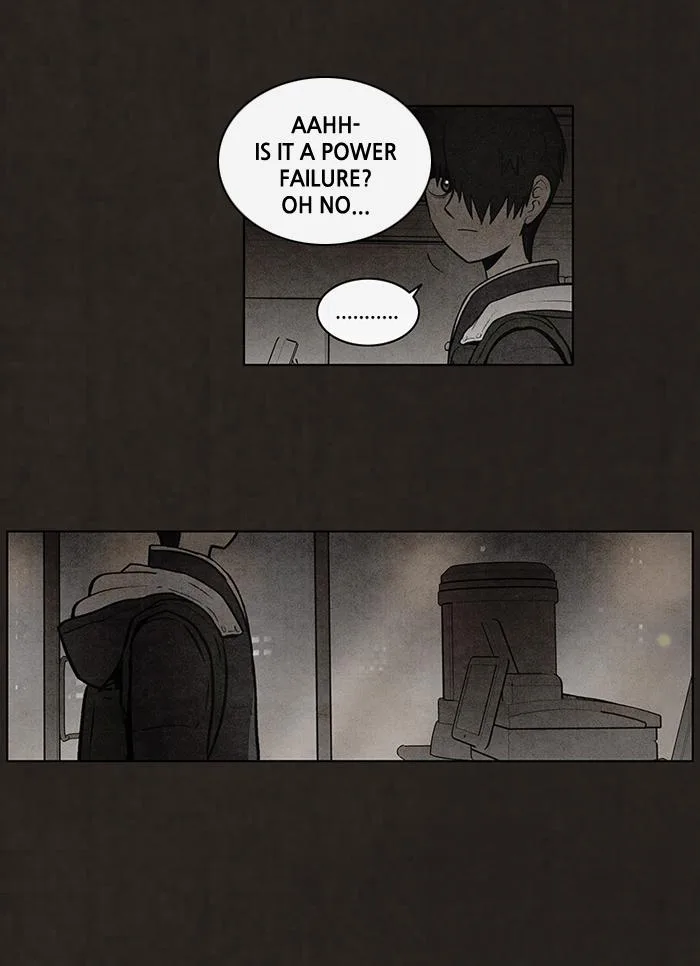 AAHH-
IS IT A POWER
FAILURE?
OH NO...
...........